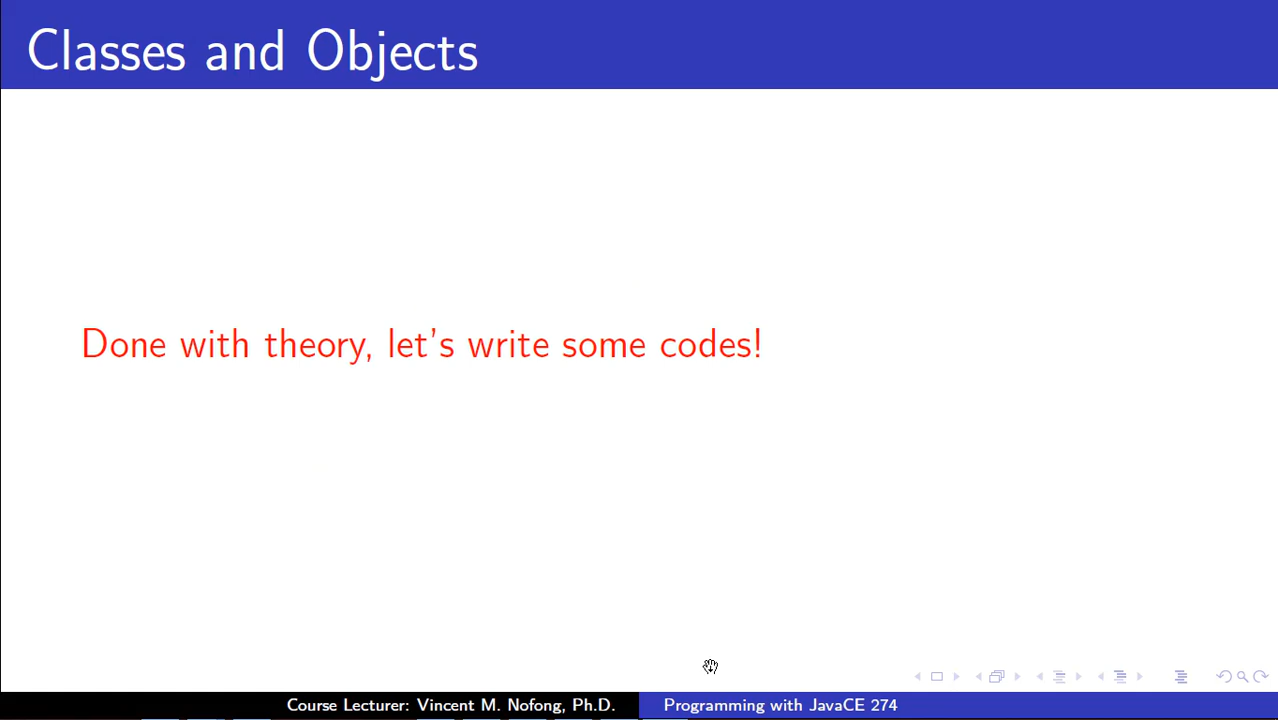 Classes and Objects
Done with theory, let's write some codes!
Course Lecturer: Vincent M. Nofong, Ph.D.
Programming with JavaCE 274